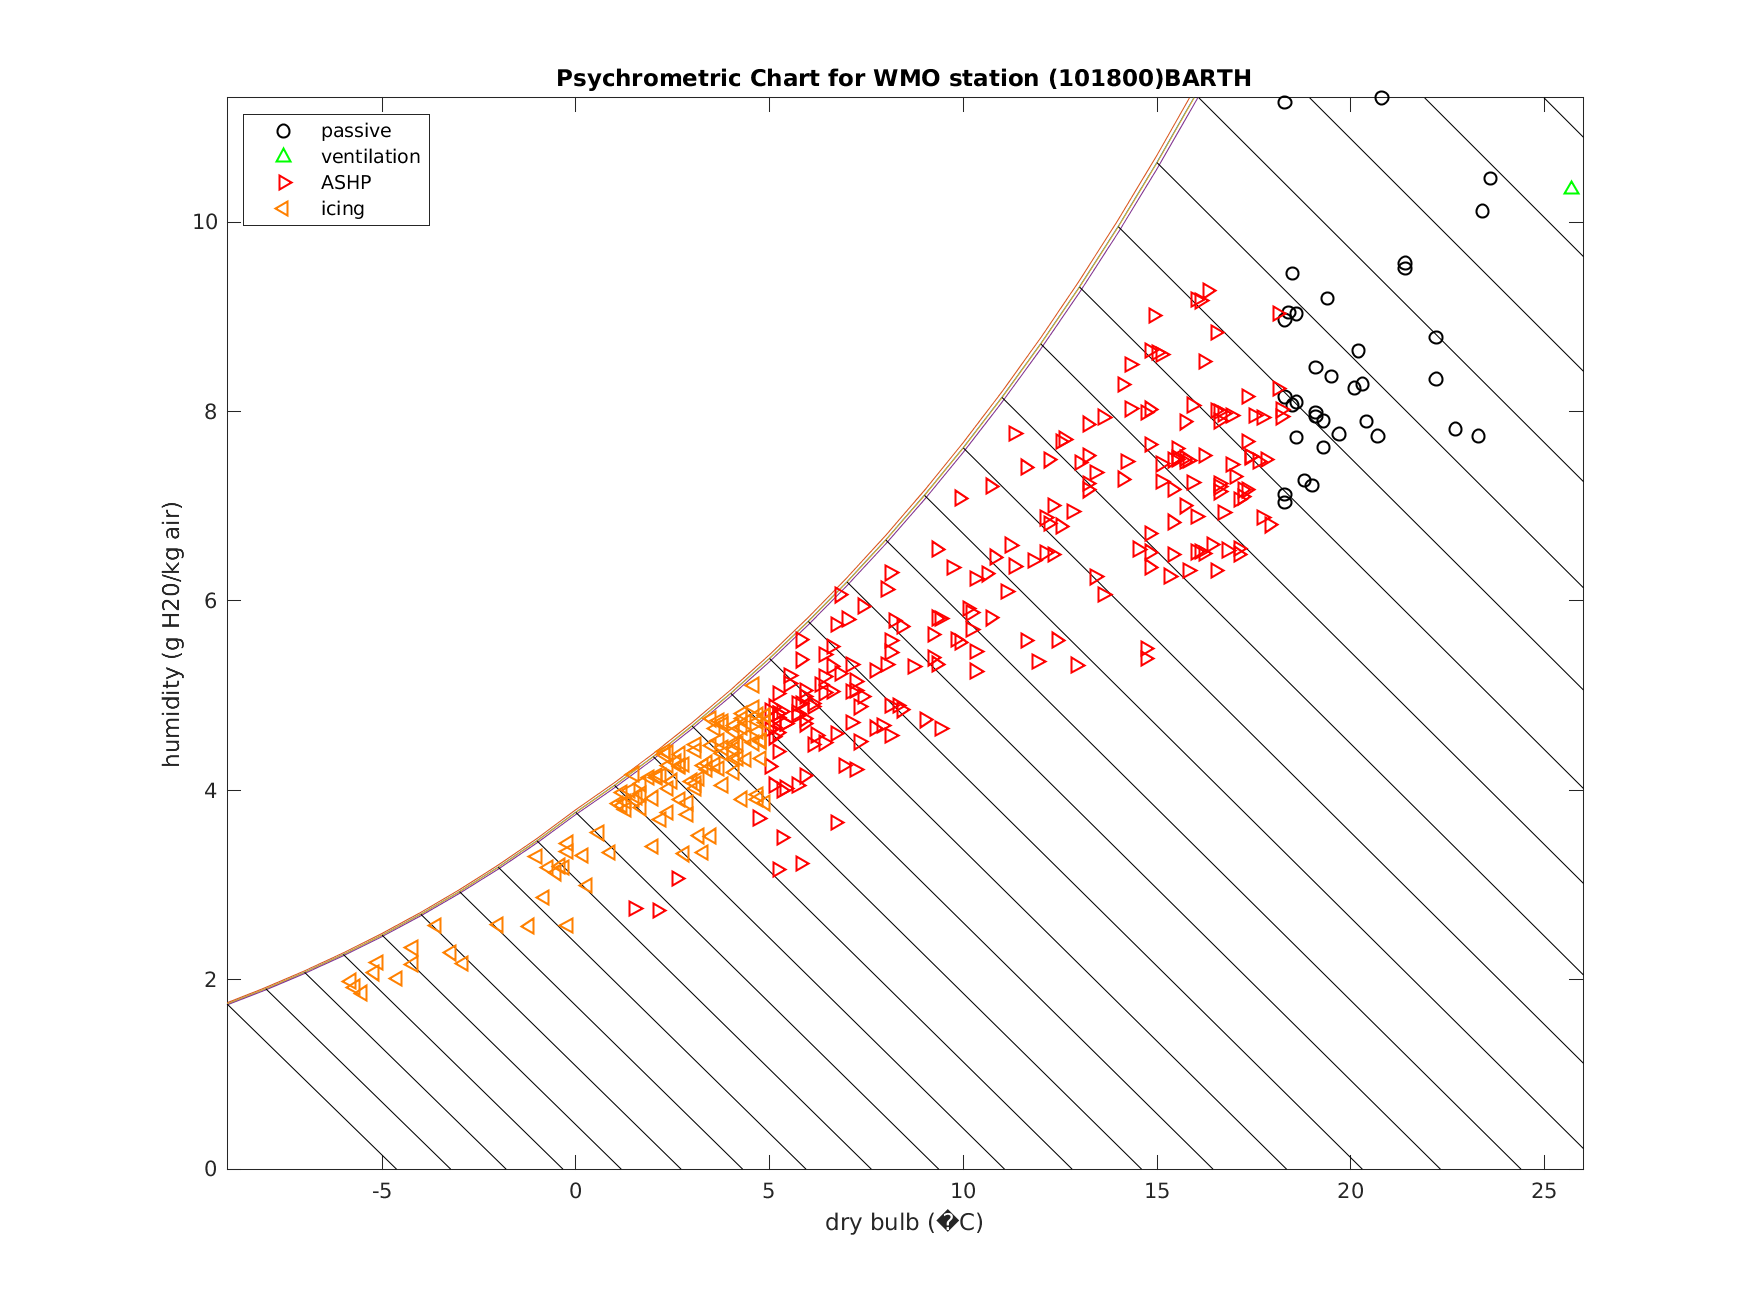 Psychrometric Chart for WMO station (101800)BARTH
passive
ventilation
ASHP
icing
humidity (g H20/kg air)
10
8
6
4
2
0
-5 0 5 10 15 20 25
dry bulb (�C)